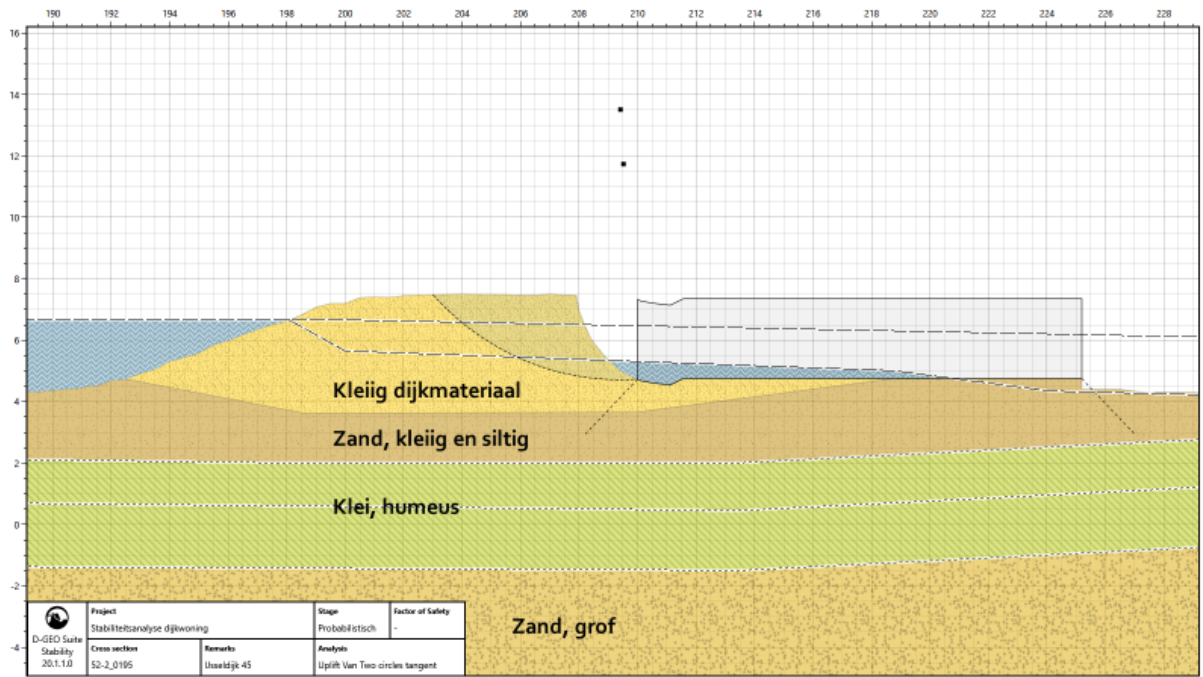 190 192 194 196 198 200 202 204 206 208 210 212 214 216 218 220 222 224 226 228
16
14
12
10
8
6
4
2
0
-2
-4
Kleiig dijkmateriaal
Zand, kleiig en siltig
Klei, humeus
Zand, grof
D-GEO Suite
Stability
20.1.1.0
Project
Stabiliteitsanalyse dijkwoning
Stage
Probabilistisch
Factor of Safety
-
Cross section
52-2_0195
Remarks
IJsseldijk 45
Analysis
Uplift Van Two circles tangent